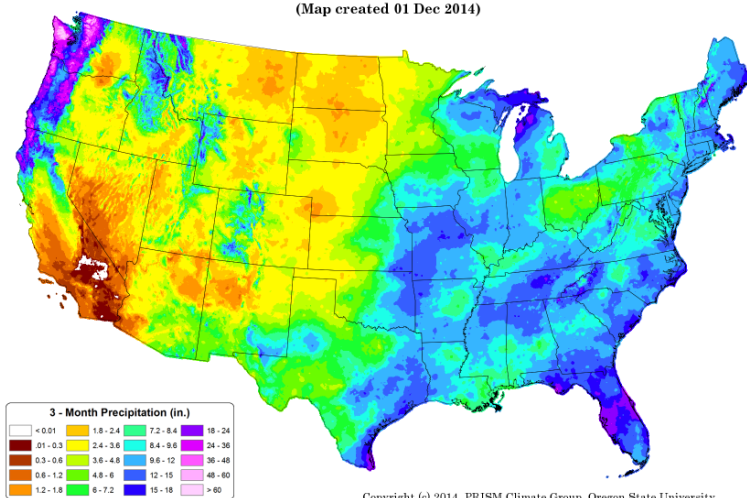 (Map created 01 Dec 2014)
3 - Month Precipitation (in.)
< 0.01 1.8 - 2.4 7.2 - 8.4 18 - 24
.01 - 0.3 2.4 - 3.6 8.4 - 9.6 24 - 36
0.3 - 0.6 3.6 - 4.8 9.6 - 12 36 - 48
0.6 - 1.2 4.8 - 6 12 - 15 48 - 60
1.2 - 1.8 6 - 7.2 15 - 18 > 60
Copyright (c) 2014, PRISM Climate Group, Oregon State University